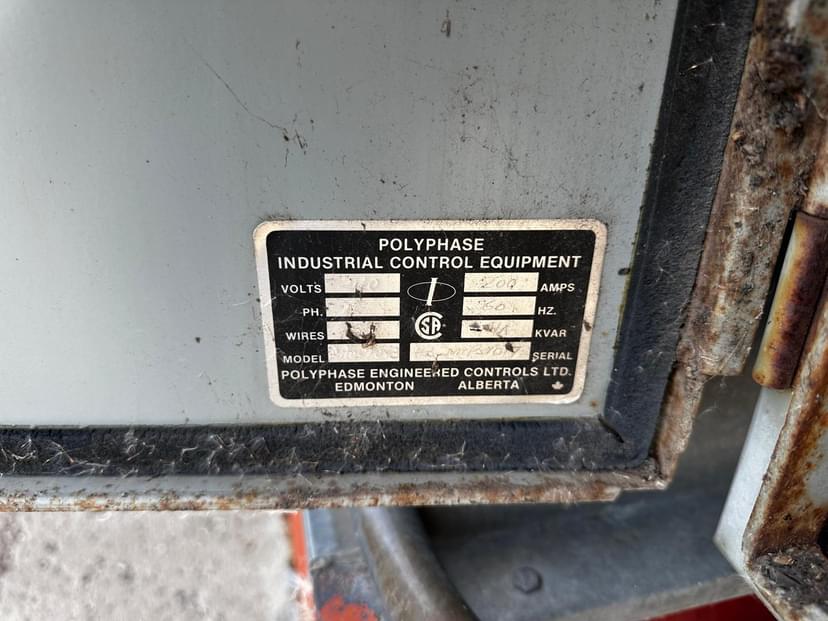 POLYPHASE
INDUSTRIAL CONTROL EQUIPMENT
VOLTS 200 AMPS
PH. 60 HZ.
WIRES KVAR
MODEL SERIAL
POLYPHASE ENGINEERED CONTROLS LTD.
EDMONTON ALBERTA